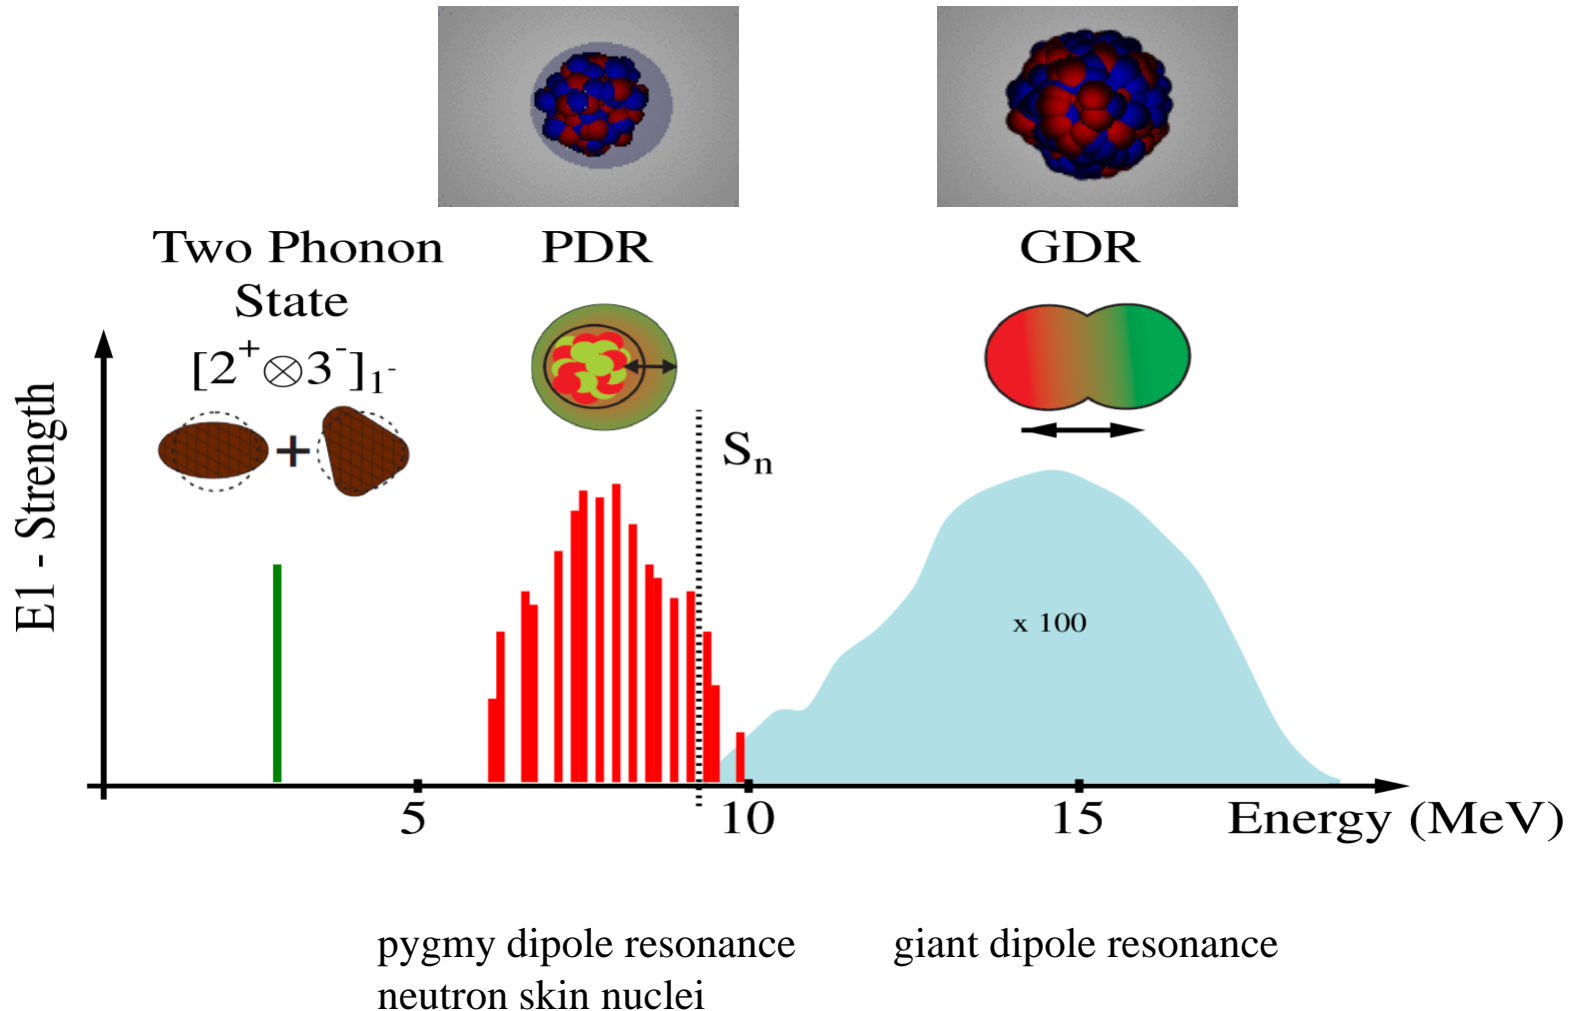 Two Phonon
State
[2⁺⊗3⁻]₁-
+
PDR
GDR
Sₙ
E1 - Strength
x 100
5
10
15
Energy (MeV)
pygmy dipole resonance
neutron skin nuclei
giant dipole resonance